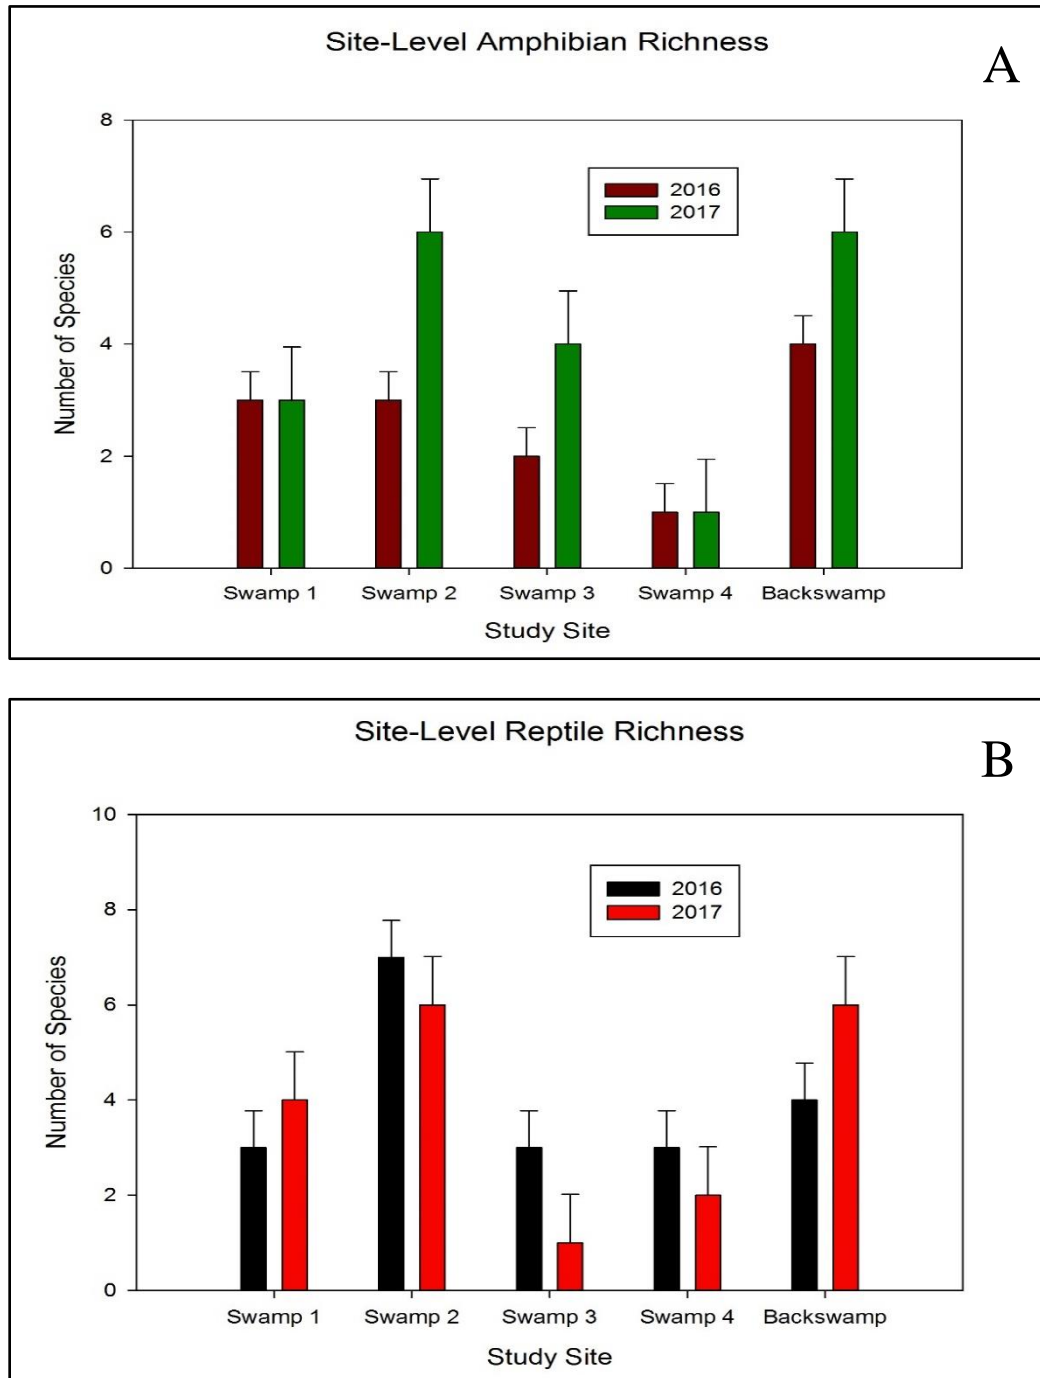 Site-Level Amphibian Richness
A
8
6
4
2
0
Number of Species
2016
2017
Swamp 1 Swamp 2 Swamp 3 Swamp 4 Backswamp
Study Site
Site-Level Reptile Richness
B
10
8
6
4
2
0
Number of Species
2016
2017
Swamp 1 Swamp 2 Swamp 3 Swamp 4 Backswamp
Study Site